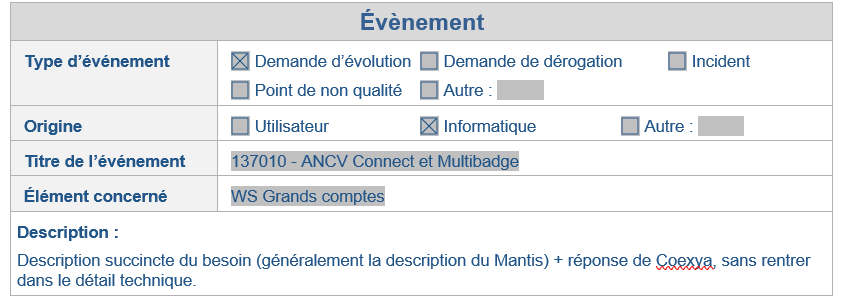 Évènement
Type d’événement
Demande d’évolution Demande de dérogation Incident
Point de non qualité Autre :
Origine Utilisateur Informatique Autre :
Titre de l’événement 137010 - ANCV Connect et Multibadge
Élément concerné WS Grands comptes
Description :
Description succincte du besoin (généralement la description du Mantis) + réponse de Coexya, sans rentrer
dans le détail technique.